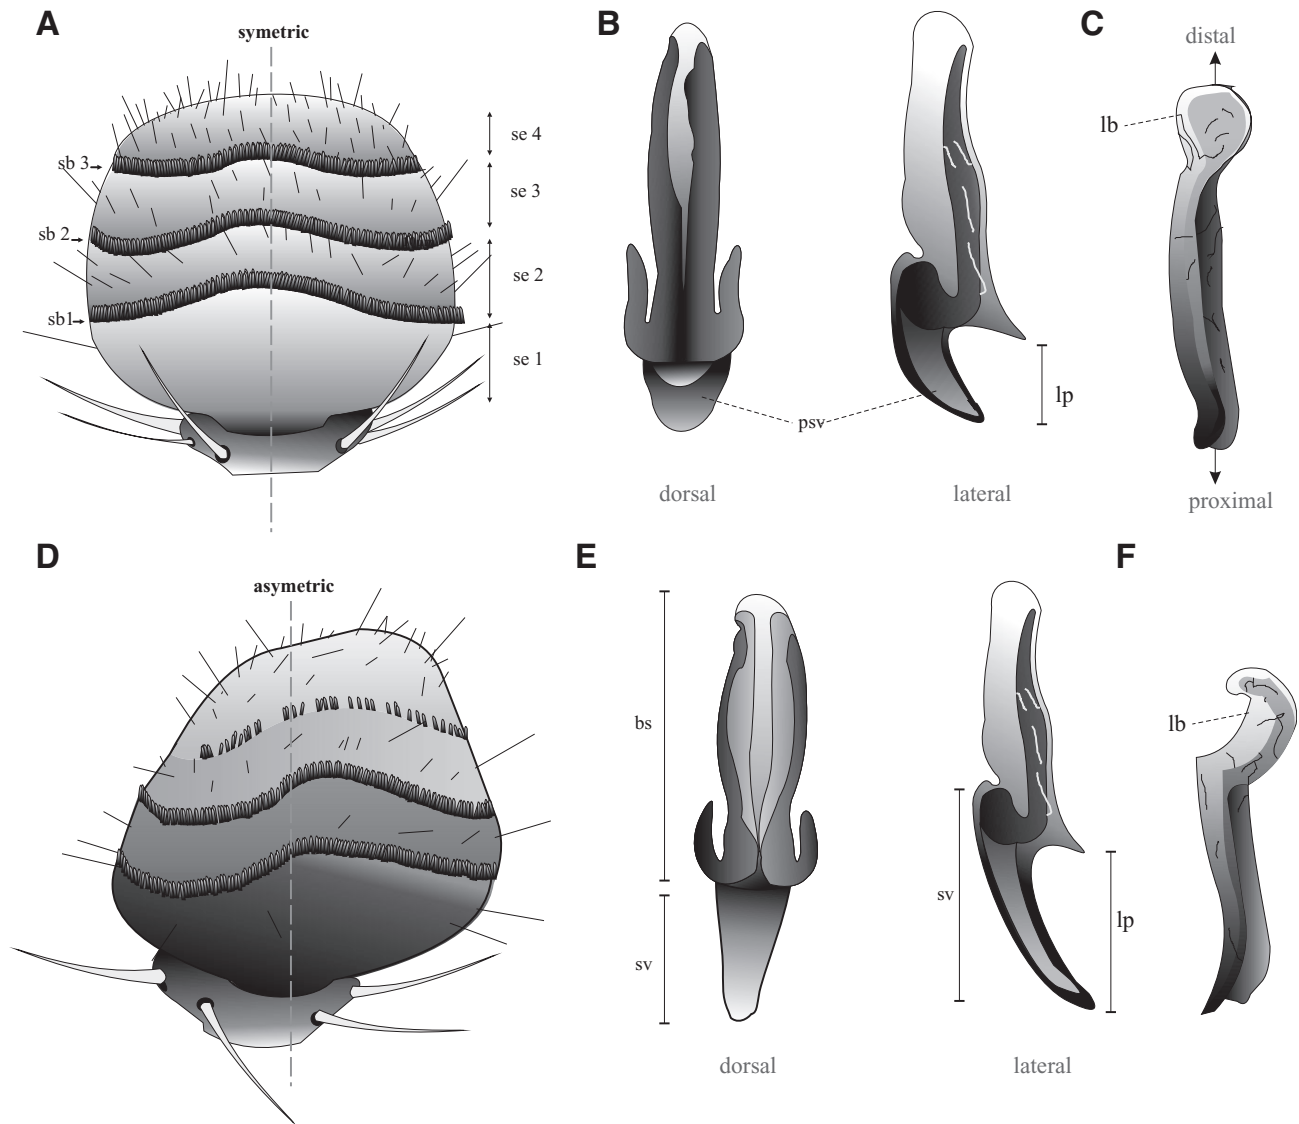 A
symetric
se 4
sb 3
se 3
sb 2
se 2
sb1
se 1
B
psv
lp
dorsal
lateral
C
distal
lb
proximal
D
asymetric
E
bs
sv
sv
lp
dorsal
lateral
F
lb